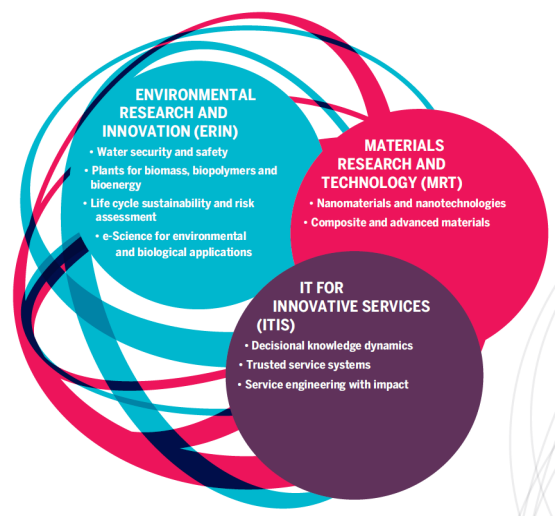 ENVIRONMENTAL
RESEARCH AND
INNOVATION (ERIN)
• Water security and safety
• Plants for biomass, biopolymers and
bioenergy
• Life cycle sustainability and risk
assessment
• e-Science for environmental
and biological applications
MATERIALS
RESEARCH AND
TECHNOLOGY (MRT)
• Nanomaterials and nanotechnologies
• Composite and advanced materials
IT FOR
INNOVATIVE SERVICES
(ITIS)
• Decisional knowledge dynamics
• Trusted service systems
• Service engineering with impact